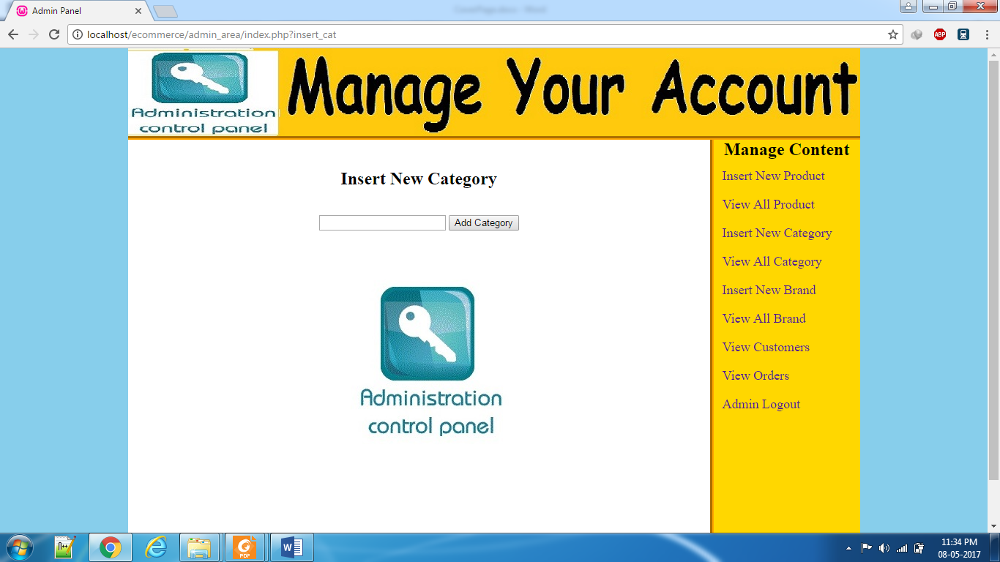 Admin Panel
localhost/ecommerce/admin_area/index.php?insert_cat
ABP
Administration
control panel
Manage Your Account
Manage Content
Insert New Category
Add Category
Administration
control panel
Insert New Product
View All Product
Insert New Category
View All Category
Insert New Brand
View All Brand
View Customers
View Orders
Admin Logout
PDF
11:34 PM
08-05-2017